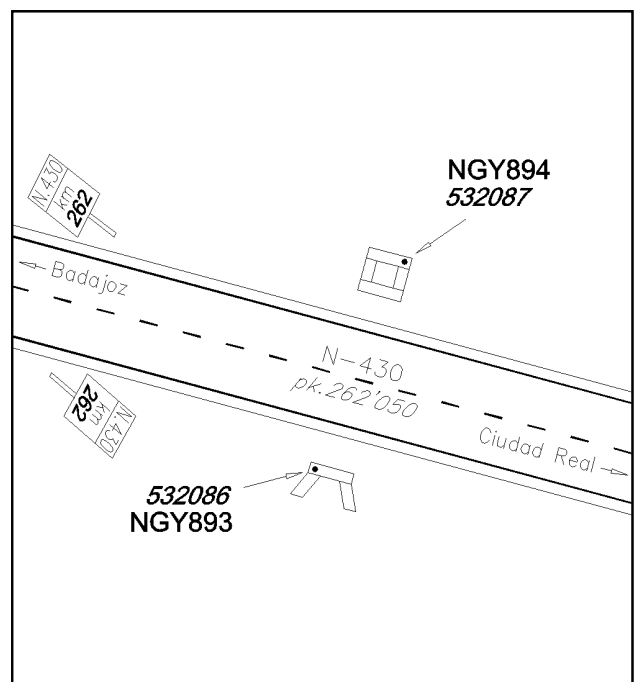 NGY894
532087
N.430
km
262
Badajoz
N-430
pk.262'050
262
km
N.430
Ciudad Real
532086
NGY893